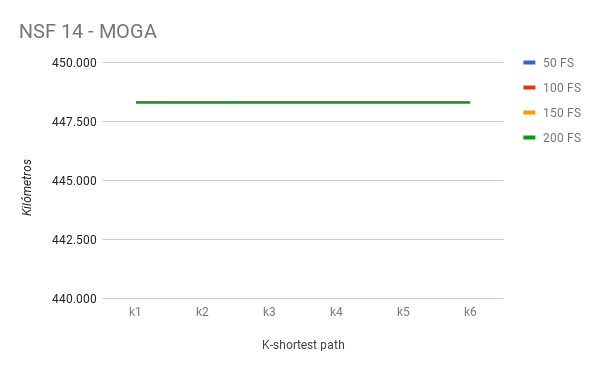 NSF 14 - MOGA
450.000
447.500
445.000
442.500
440.000
Kilómetros
k1 k2 k3 k4 k5 k6
K-shortest path
50 FS
100 FS
150 FS
200 FS